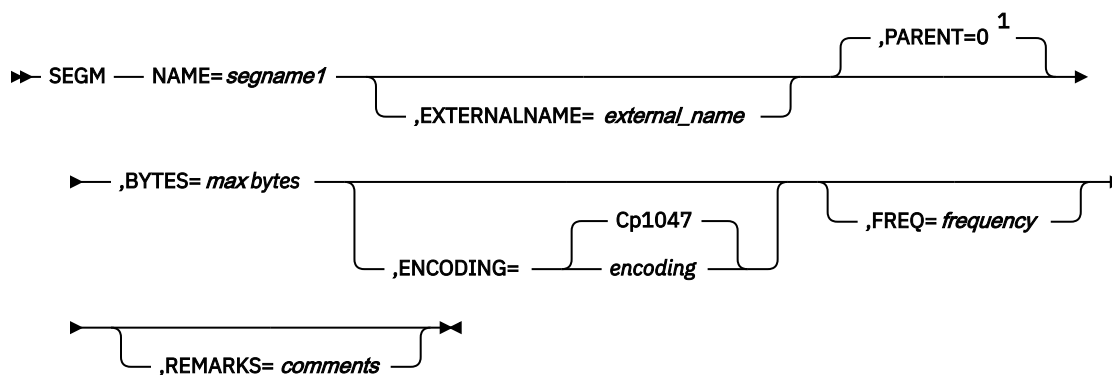 ,PARENT=0 1
SEGM NAME= segname1
,EXTERNALNAME= external_name
,BYTES= max bytes
Cp1047
,FREQ= frequency
,ENCODING= encoding
,REMARKS= comments